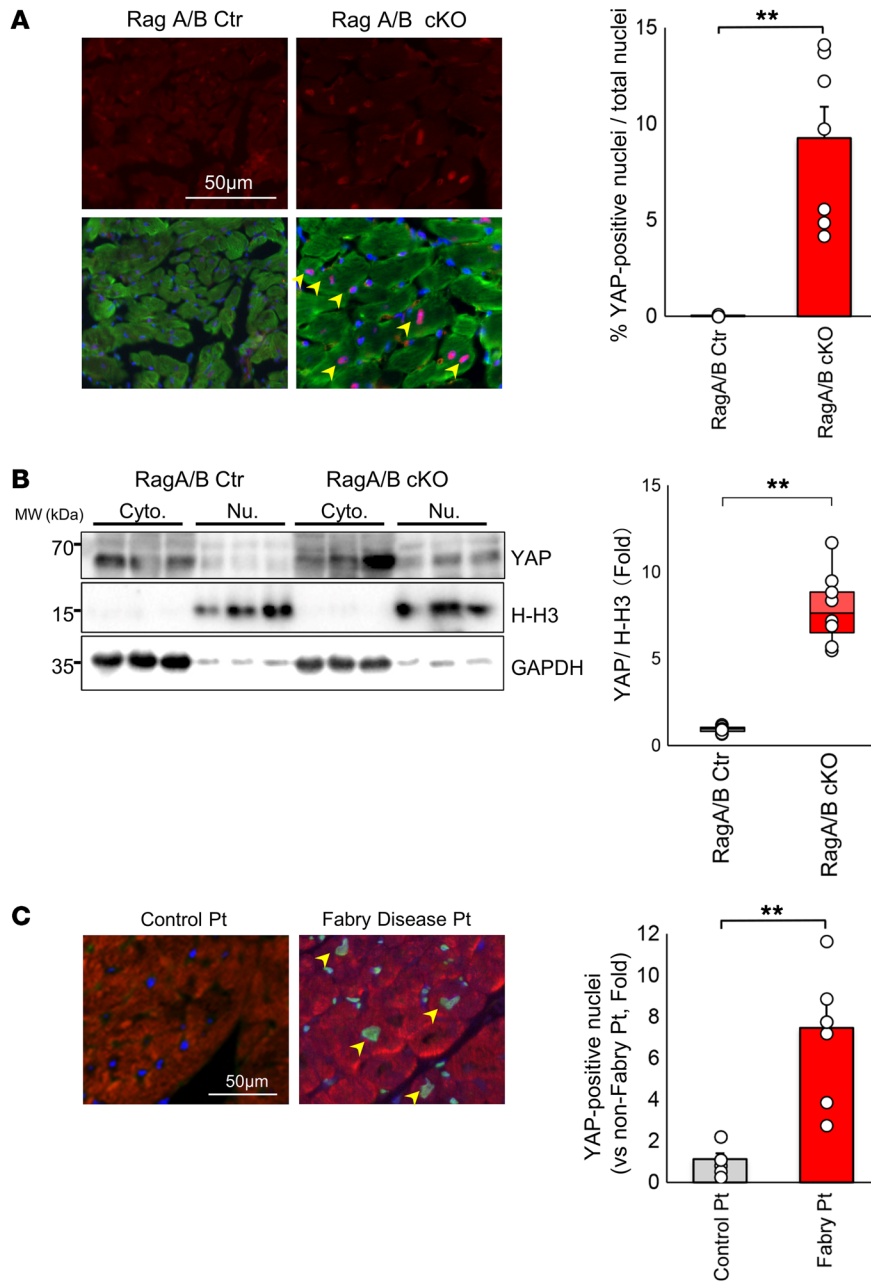 A
Rag A/B Ctr
Rag A/B cKO
50µm
% YAP-positive nuclei / total nuclei
15
10
5
0
**
RagA/B Ctr
RagA/B cKO
B
RagA/B Ctr
RagA/B cKO
MW (kDa)
Cyto.
Nu.
Cyto.
Nu.
70
YAP
15
H-H3
35
GAPDH
YAP/ H-H3 (Fold)
15
10
5
0
**
RagA/B Ctr
RagA/B cKO
C
Control Pt
Fabry Disease Pt
50µm
YAP-positive nuclei
(vs non-Fabry Pt, Fold)
12
10
8
6
4
2
0
**
Control Pt
Fabry Pt